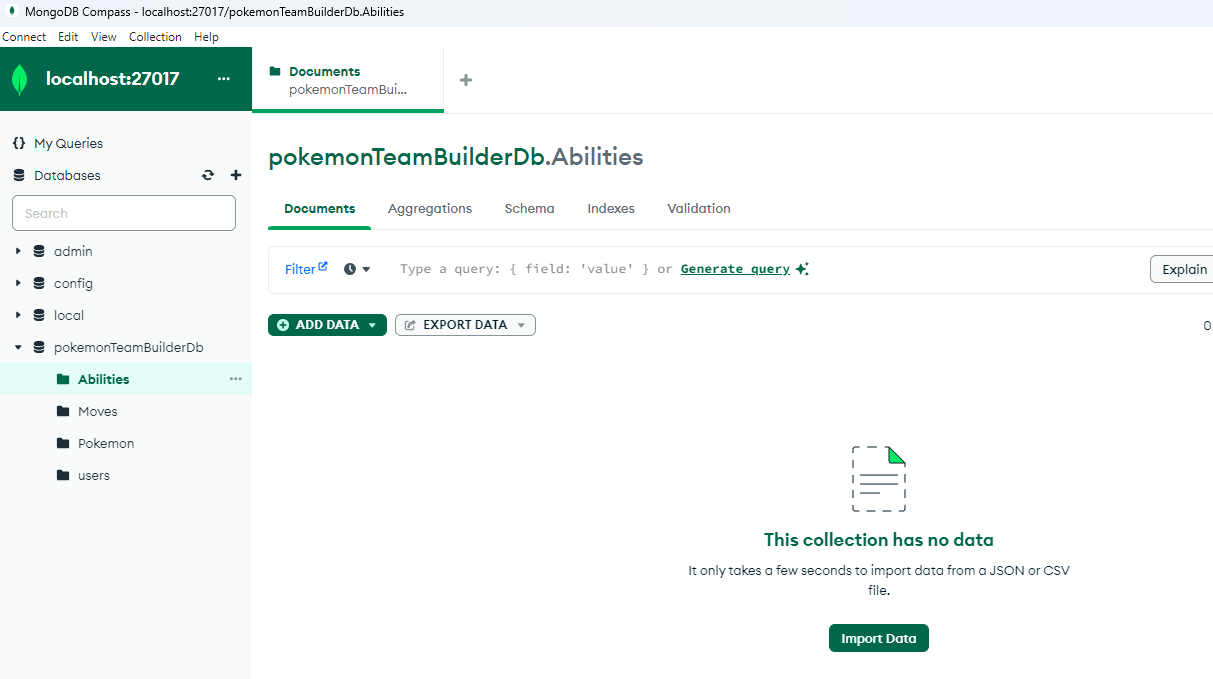 MongoDB Compass - localhost:27017/pokemonTeamBuilderDb.Abilities
Connect Edit View Collection Help
localhost:27017 ...
Documents
pokemonTeamBui...
My Queries
Databases
Search
admin
config
local
pokemonTeamBuilderDb
Abilities
Moves
Pokemon
users
pokemonTeamBuilderDb.Abilities
Documents Aggregations Schema Indexes Validation
Filter Type a query: { field: 'value' } or Generate query Explain
ADD DATA EXPORT DATA 0
This collection has no data
It only takes a few seconds to import data from a JSON or CSV
file.
Import Data